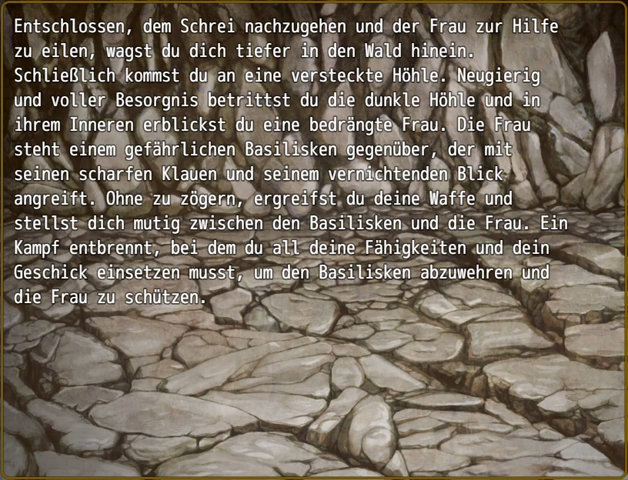 Entschlossen, dem Schrei nachzugehen und der Frau zur Hilfe
zu eilen, wagst du dich tiefer in den Wald hinein.
Schließlich kommst du an eine versteckte Höhle. Neugierig
und voller Besorgnis betrittst du die dunkle Höhle und in
ihrem Inneren erblickst du eine bedrängte Frau. Die Frau
steht einem gefährlichen Basilisken gegenüber, der mit
seinen scharfen Klauen und seinem vernichtenden Blick
angreift. Ohne zu zögern, ergreifst du deine Waffe und
stellst dich mutig zwischen den Basilisken und die Frau. Ein
Kampf entbrennt, bei dem du all deine Fähigkeiten und dein
Geschick einsetzen musst, um den Basilisken abzuwehren und
die Frau zu schützen.